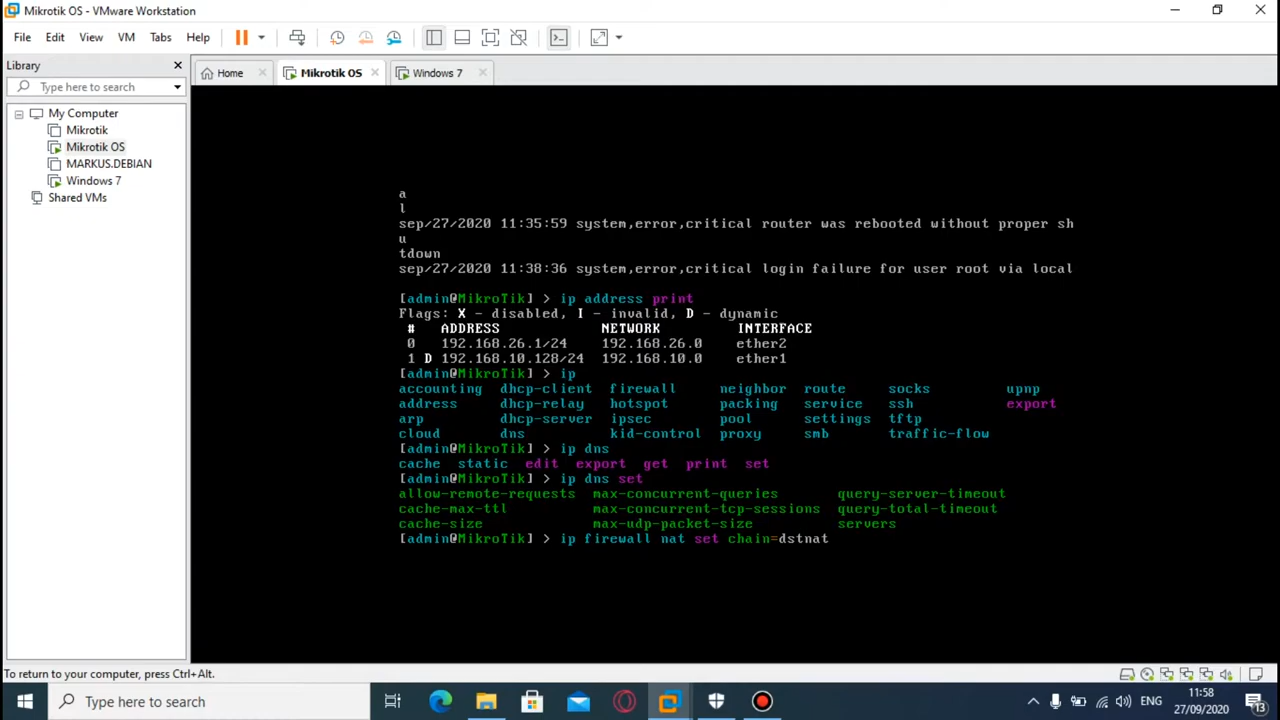 Mikrotik OS - VMware Workstation
File Edit View VM Tabs Help
Library
Type here to search
My Computer
Mikrotik
Mikrotik OS
MARKUS.DEBIAN
Windows 7
Shared VMs
Home Mikrotik OS Windows 7
a
l
sep/27/2020 11:35:59 system,error,critical router was rebooted without proper sh
u
tdown
sep/27/2020 11:38:36 system,error,critical login failure for user root via local
[admin@MikroTik] > ip address print
Flags: X - disabled, I - invalid, D - dynamic
# ADDRESS NETWORK INTERFACE
0 192.168.26.1/24 192.168.26.0 ether2
1 D 192.168.10.128/24 192.168.10.0 ether1
[admin@MikroTik] > ip
accounting dhcp-client firewall neighbor route socks upnp
address dhcp-relay hotspot packing service ssh export
arp dhcp-server ipsec pool settings tftp
cloud dns kid-control proxy smb traffic-flow
[admin@MikroTik] > ip dns
cache static edit export get print set
[admin@MikroTik] > ip dns set
allow-remote-requests max-concurrent-queries query-server-timeout
cache-max-ttl max-concurrent-tcp-sessions query-total-timeout
cache-size max-udp-packet-size servers
[admin@MikroTik] > ip firewall nat set chain=dstnat
To return to your computer, press Ctrl+Alt.
Type here to search
ENG
11:58
27/09/2020
13